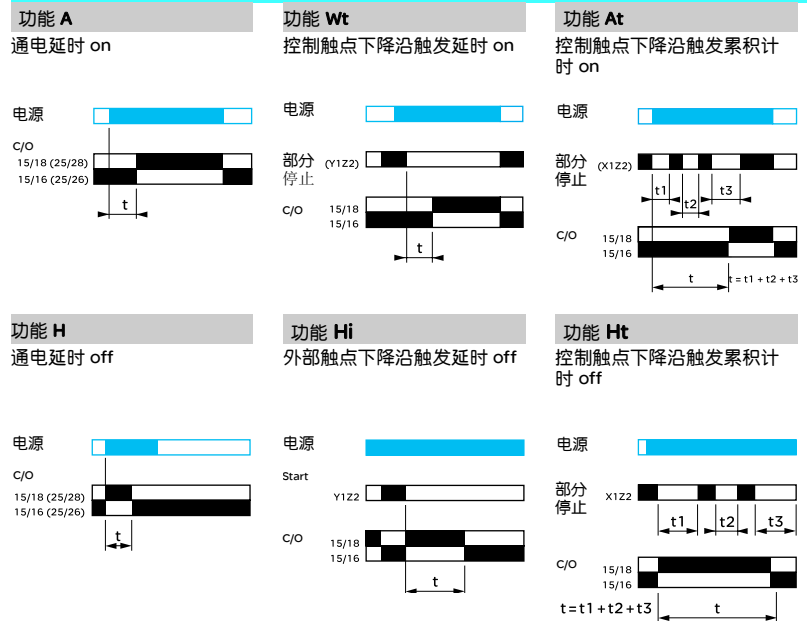 功能 A
通电延时 on
电源
C/O
15/18 (25/28)
15/16 (25/26)
t
功能 Wt
控制触点下降沿触发延时 on
电源
部分 (Y1Z2)
停止
C/O 15/18
15/16
t
功能 At
控制触点下降沿触发累积计
时 on
电源
部分 (X1Z2)
停止
t1 t3
t2
C/O 15/18
15/16
t t = t1 + t2 + t3
功能 H
通电延时 off
电源
C/O
15/18 (25/28)
15/16 (25/26)
t
功能 Hi
外部触点下降沿触发延时 off
电源
Start
Y1Z2
C/O 15/18
15/16
t
功能 Ht
控制触点下降沿触发累积计
时 off
电源
部分 X1Z2
停止
t1 t2 t3
C/O 15/18
15/16
t=t1+t2+t3 t